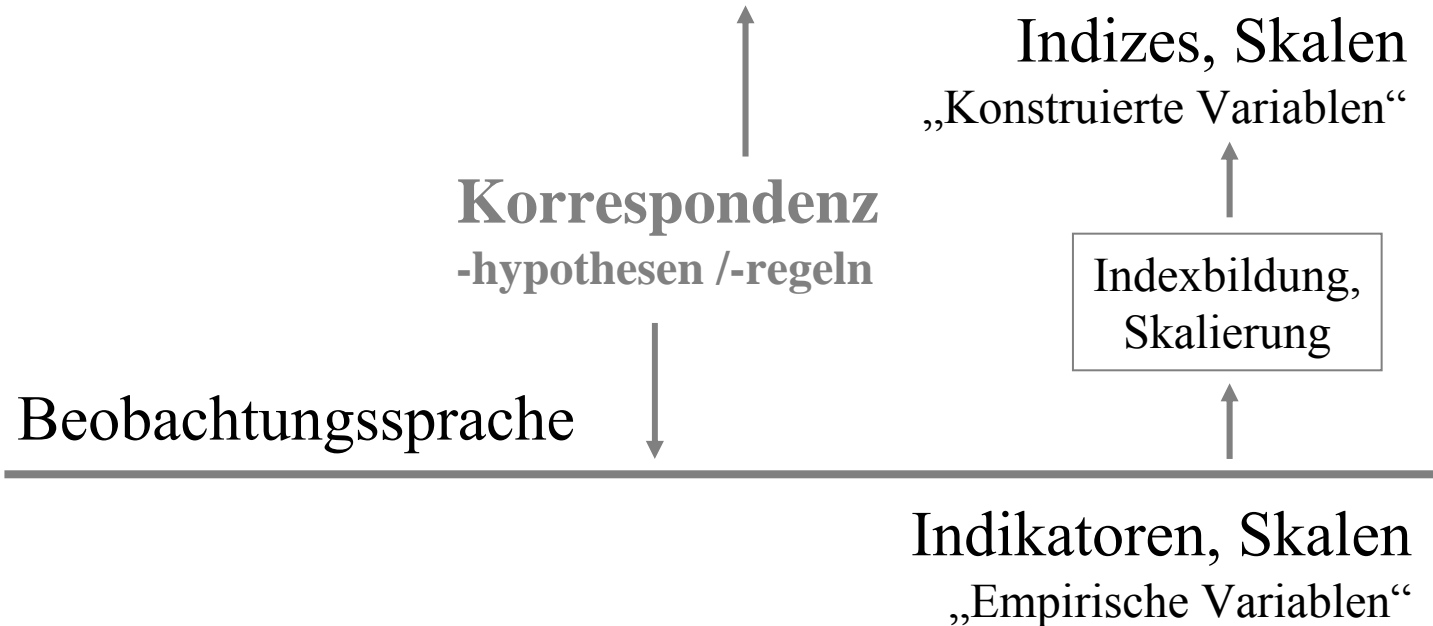 Indizes, Skalen
„Konstruierte Variablen“
Korrespondenz
-hypothesen /-regeln
Indexbildung,
Skalierung
Beobachtungssprache
Indikatoren, Skalen
„Empirische Variablen“